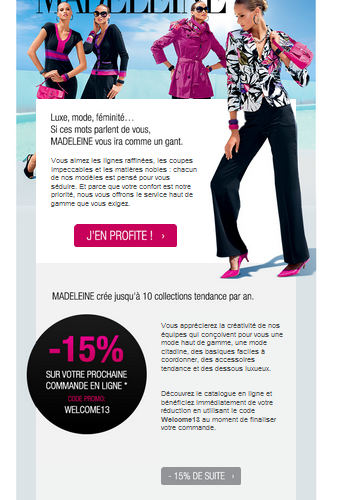 MADELEINE
Luxe, mode, féminité…
Si ces mots parlent de vous,
MADELEINE vous ira comme un gant.
Vous aimez les lignes raffinées, les coupes
impeccables et les matières nobles : chacun
de nos modèles est pensé pour vous
séduire. Et parce que votre confort est notre
priorité, nous vous offrons le service haut de
gamme que vous exigez.
J'EN PROFITE ! ›
MADELEINE crée jusqu'à 10 collections tendance par an.
-15%
SUR VOTRE PROCHAINE
COMMANDE EN LIGNE *
CODE PROMO:
WELCOME13
Vous apprécierez la créativité de nos
équipes qui conçoivent pour vous une
mode haut de gamme, une mode
citadine, des basiques faciles à
coordonner, des accessoires
tendance et des dessous luxueux.
Découvrez le catalogue en ligne et
bénéficiez immédiatement de votre
réduction en utilisant le code
Welcome13 au moment de finaliser
votre commande.
- 15% DE SUITE ›